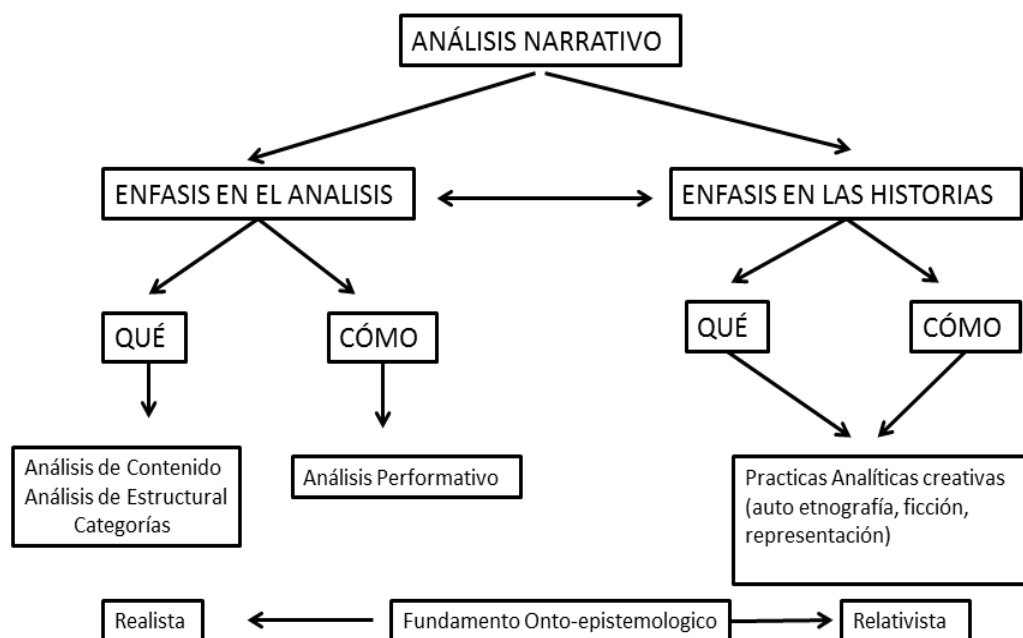 ANÁLISIS NARRATIVO
ENFASIS EN EL ANALISIS
ENFASIS EN LAS HISTORIAS
QUÉ
CÓMO
QUÉ
CÓMO
Análisis de Contenido
Análisis de Estructural
Categorías
Análisis Performativo
Practicas Analíticas creativas
(auto etnografía, ficción,
representación)
Realista
Fundamento Onto-epistemologico
Relativista